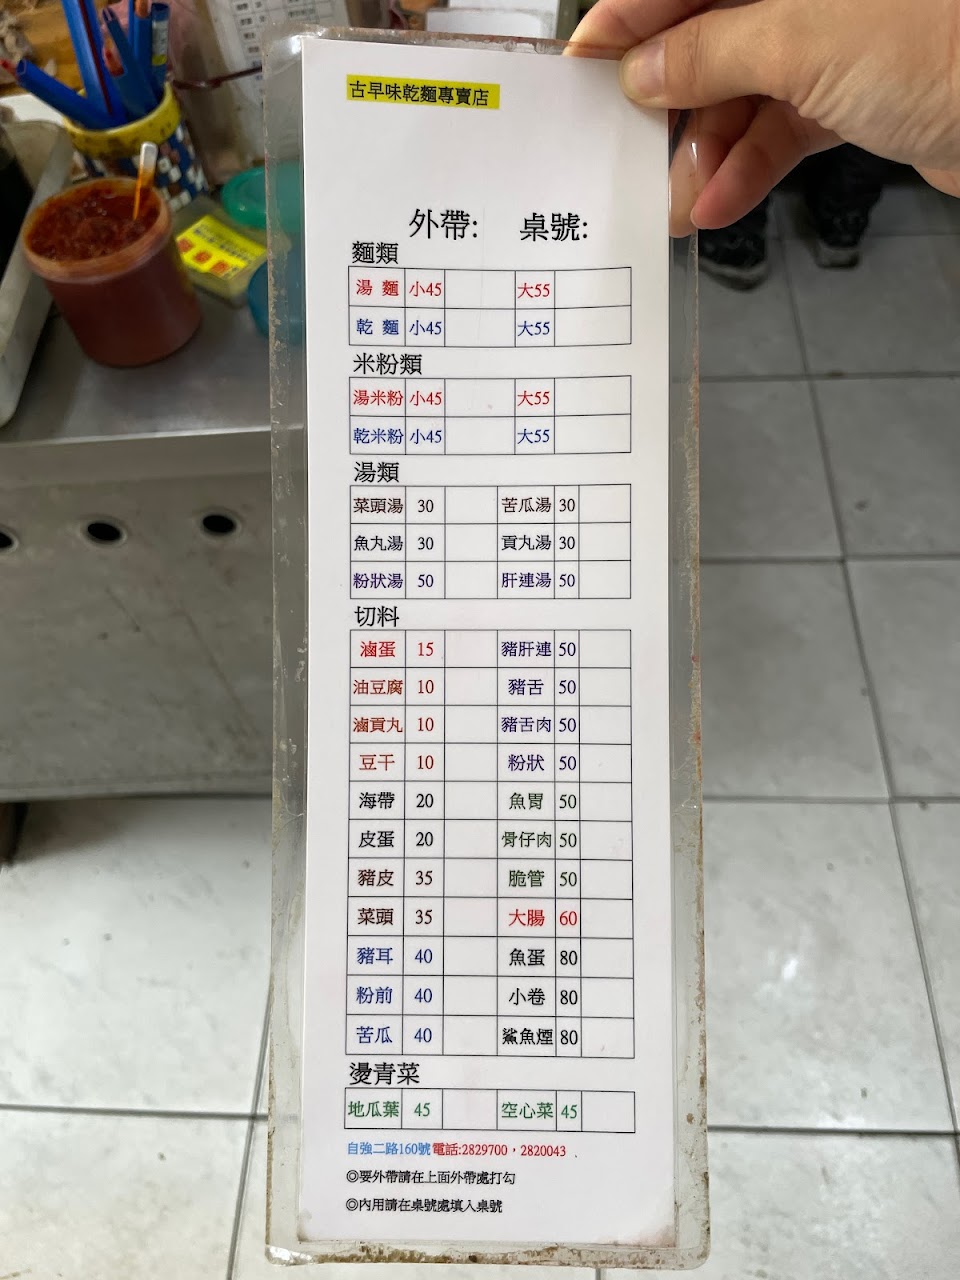 古早味乾麵專賣店
外帶: 桌號:
麵類
湯 麵 小45 大55
乾 麵 小45 大55
米粉類
湯米粉 小45 大55
乾米粉 小45 大55
湯類
菜頭湯 30 苦瓜湯 30
魚丸湯 30 貢丸湯 30
粉狀湯 50 肝連湯 50
切料
滷蛋 15 豬肝連 50
油豆腐 10 豬舌 50
滷貢丸 10 豬舌肉 50
豆干 10 粉狀 50
海帶 20 魚胃 50
皮蛋 20 骨仔肉 50
豬皮 35 脆管 50
菜頭 35 大腸 60
豬耳 40 魚蛋 80
粉前 40 小卷 80
苦瓜 40 鯊魚煙 80
燙青菜
地瓜葉 45 空心菜 45
自強二路160號電話:2829700，2820043
◎要外帶請在上面外帶處打勾
◎內用請在桌號處填入桌號